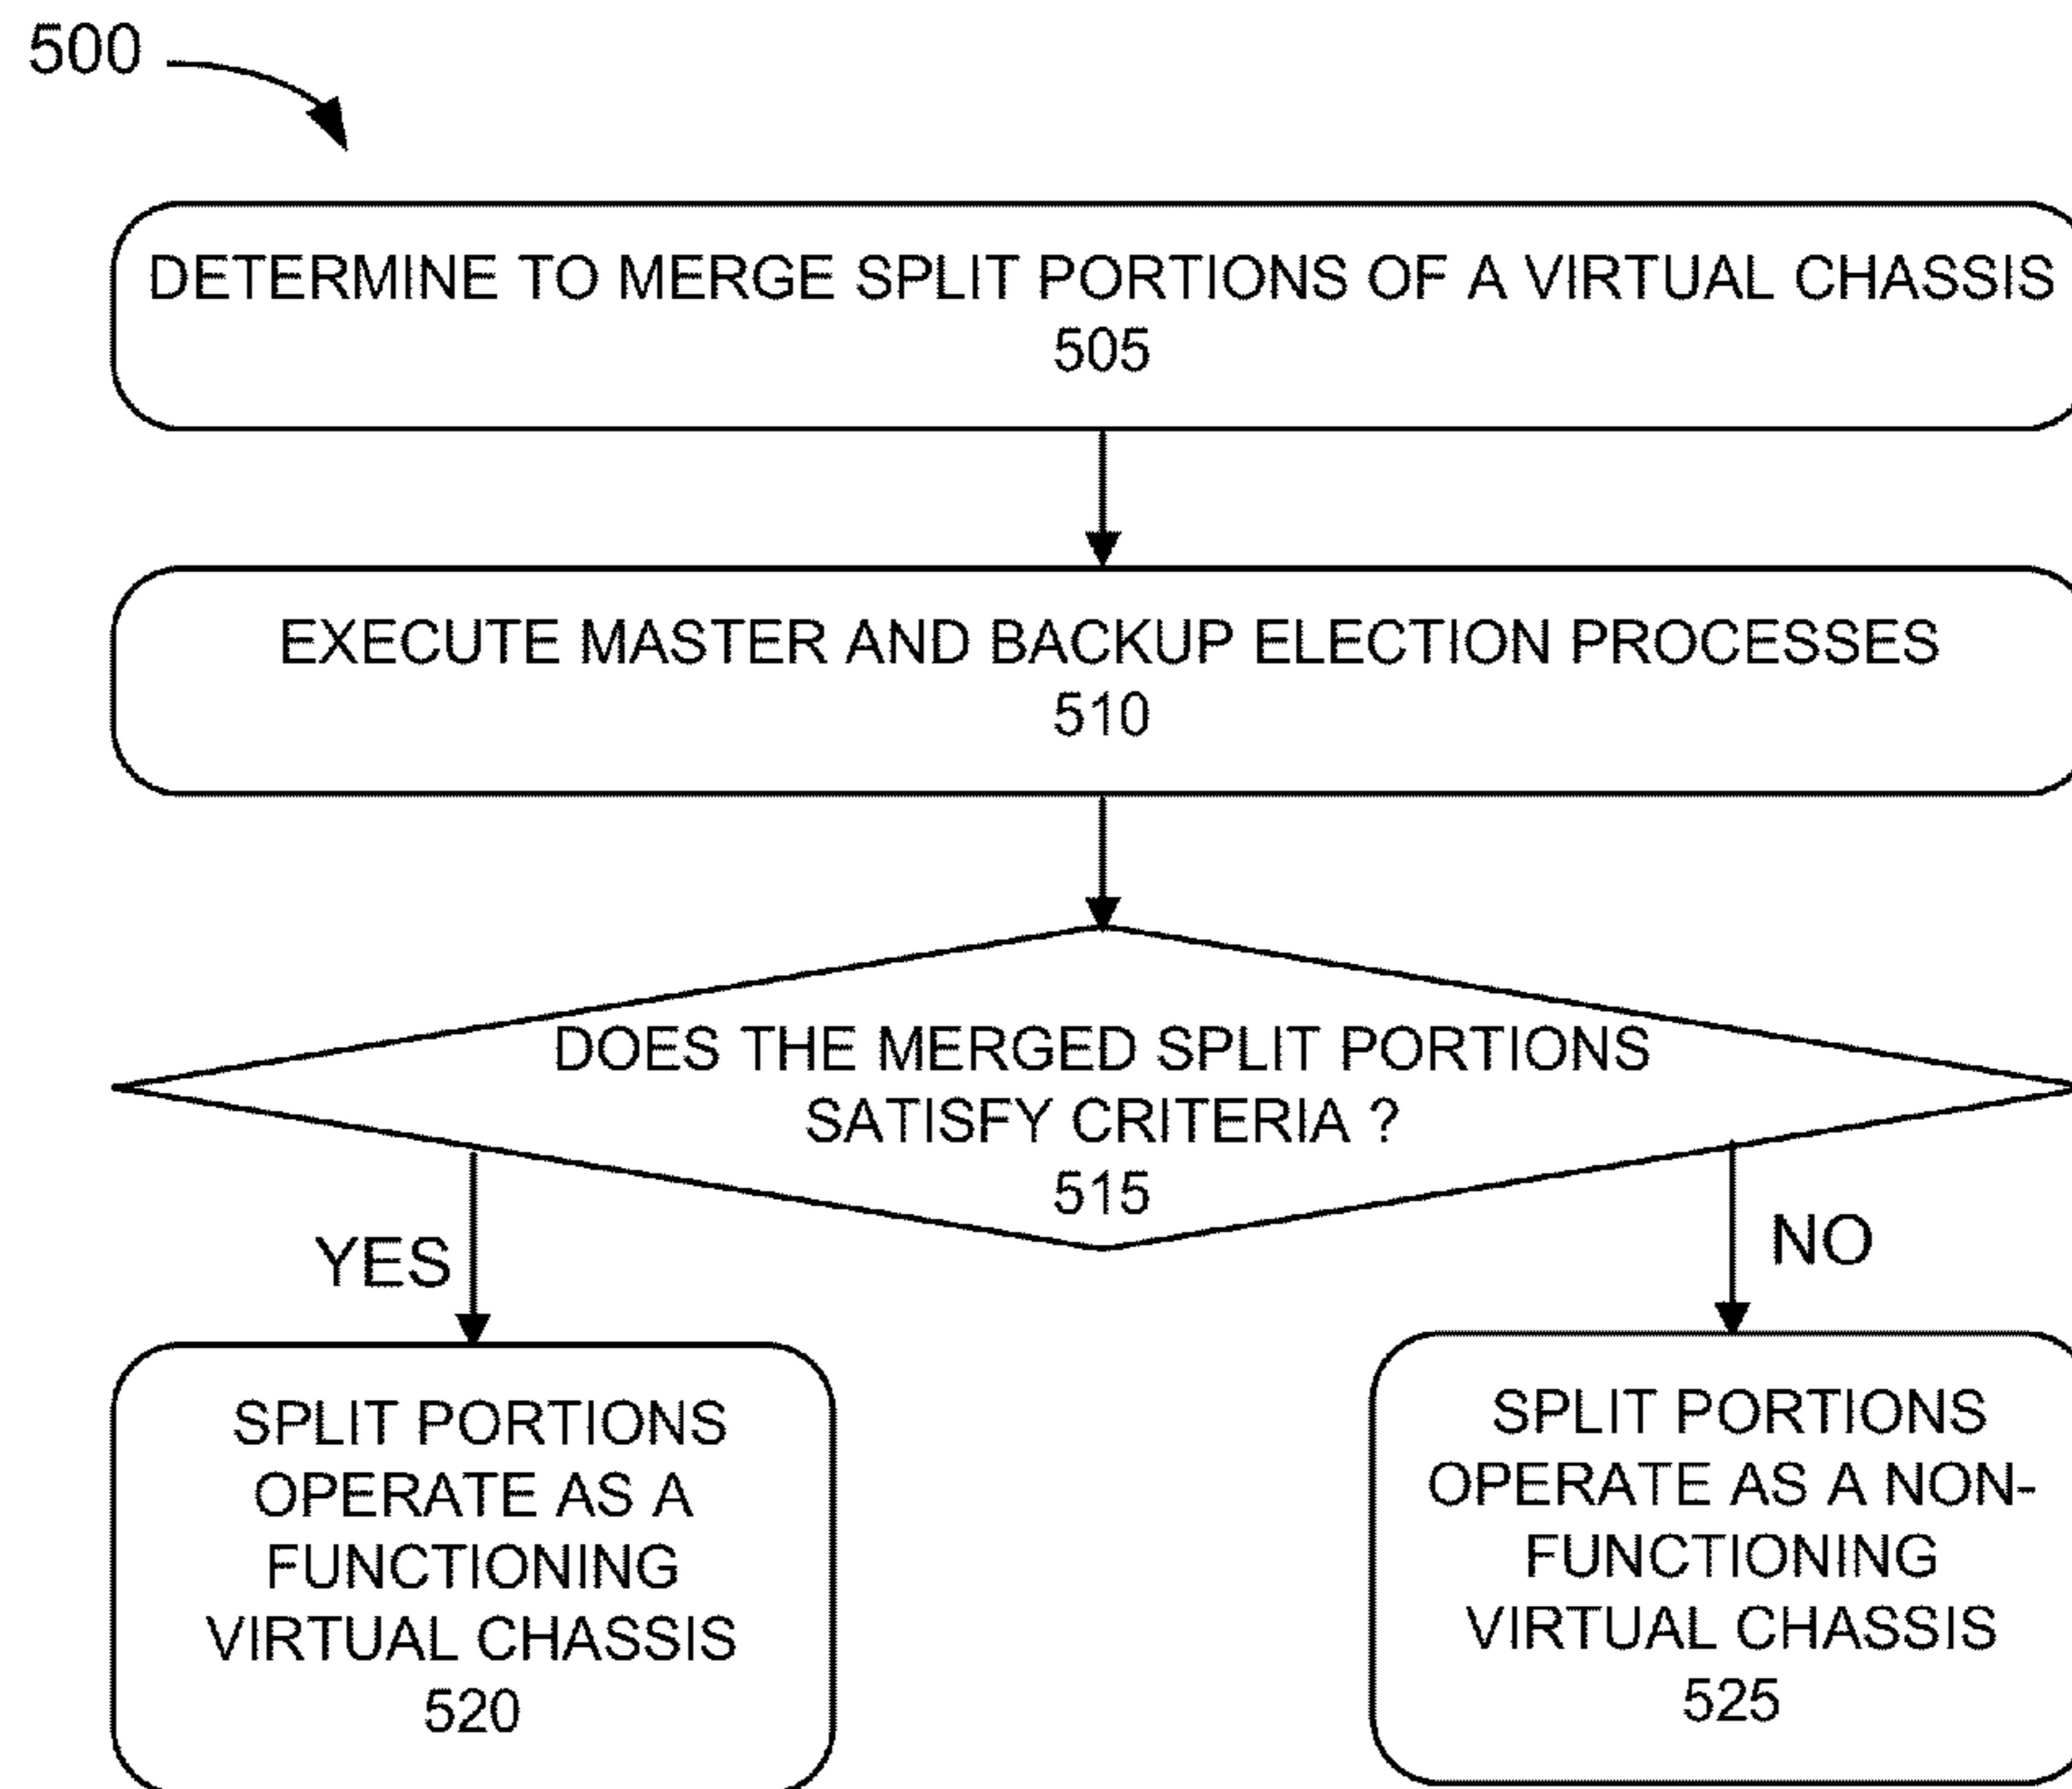 500
DETERMINE TO MERGE SPLIT PORTIONS OF A VIRTUAL CHASSIS
505
EXECUTE MASTER AND BACKUP ELECTION PROCESSES
510
DOES THE MERGED SPLIT PORTIONS
SATISFY CRITERIA ?
515
YES
NO
SPLIT PORTIONS
OPERATE AS A
FUNCTIONING
VIRTUAL CHASSIS
520
SPLIT PORTIONS
OPERATE AS A NON-
FUNCTIONING
VIRTUAL CHASSIS
525